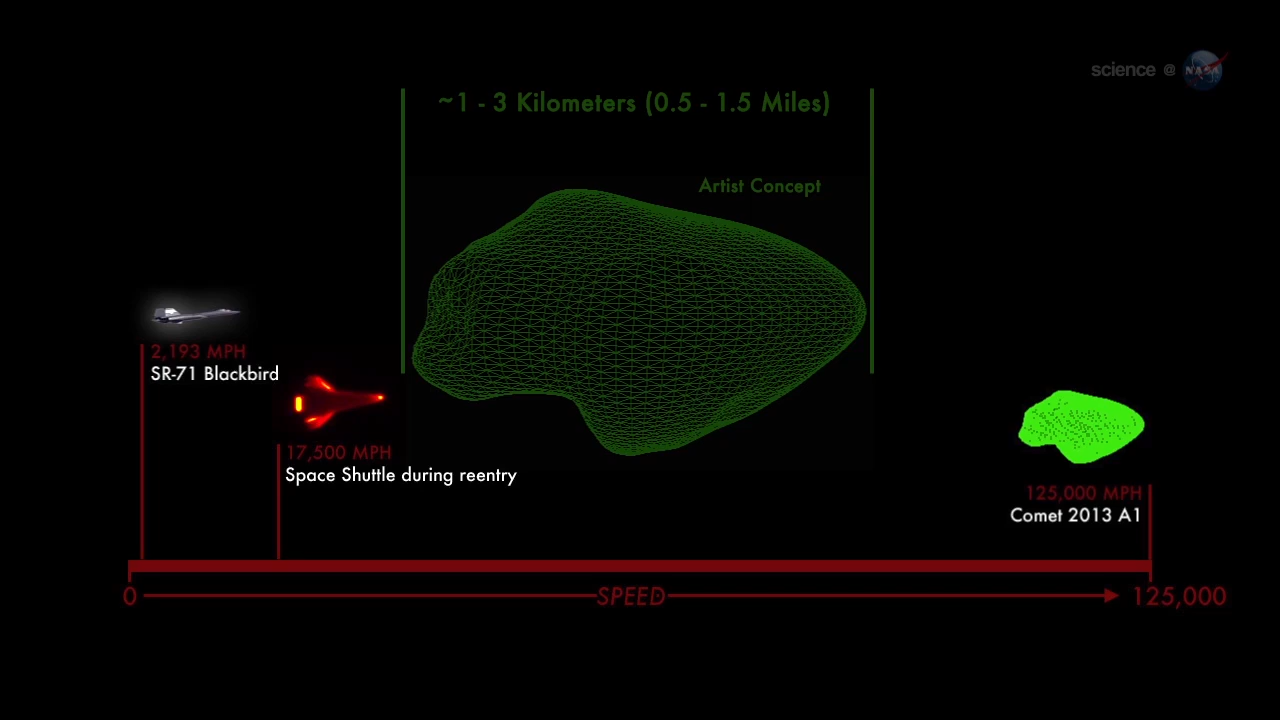 science @ NASA
~1 - 3 Kilometers (0.5 - 1.5 Miles)
Artist Concept
2,193 MPH
SR-71 Blackbird
17,500 MPH
Space Shuttle during reentry
125,000 MPH
Comet 2013 A1
0 SPEED 125,000